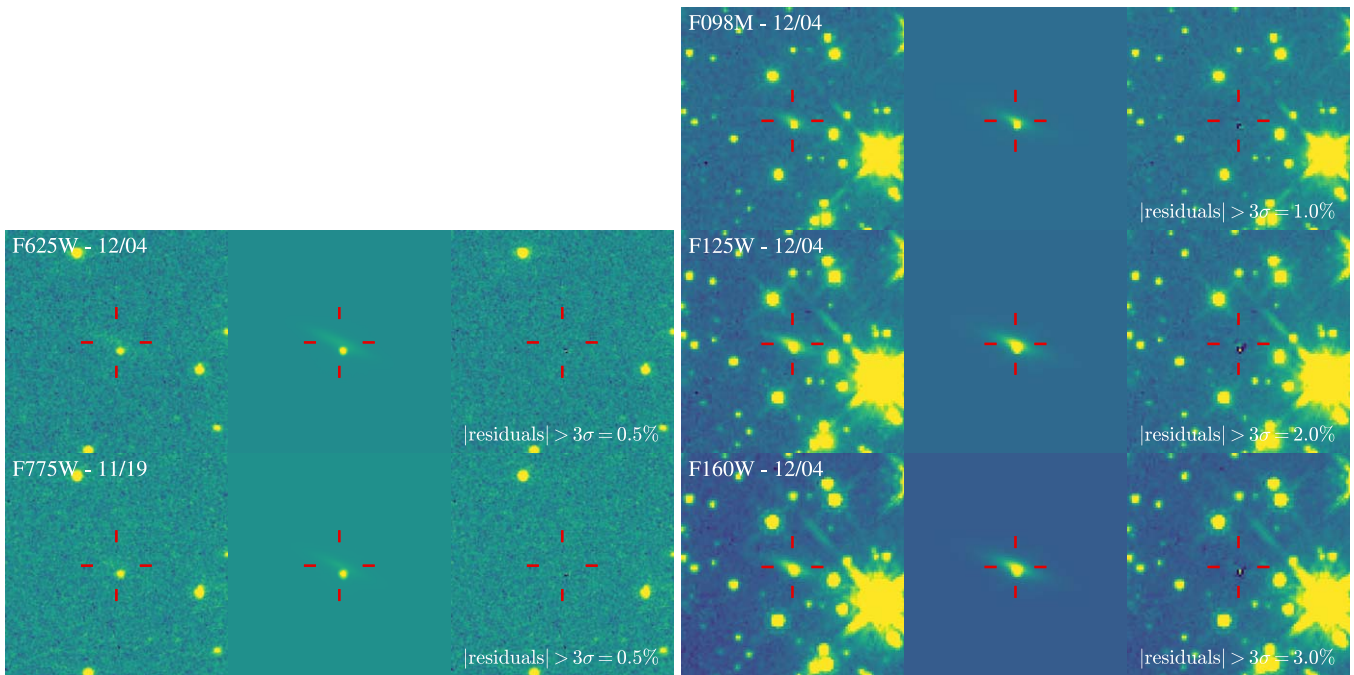 F098M - 12/04
|residuals| > 3σ = 1.0%
F625W - 12/04
|residuals| > 3σ = 0.5%
F125W - 12/04
|residuals| > 3σ = 2.0%
F775W - 11/19
|residuals| > 3σ = 0.5%
F160W - 12/04
|residuals| > 3σ = 3.0%